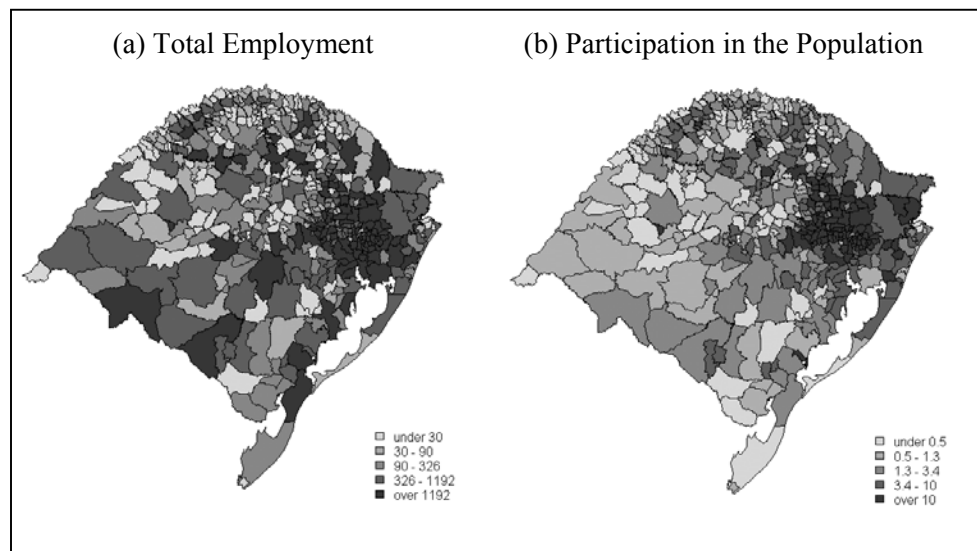 (a) Total Employment
(b) Participation in the Population
under 30
30 - 90
90 - 326
326 - 1192
over 1192
under 0.5
0.5 - 1.3
1.3 - 3.4
3.4 - 10
over 10